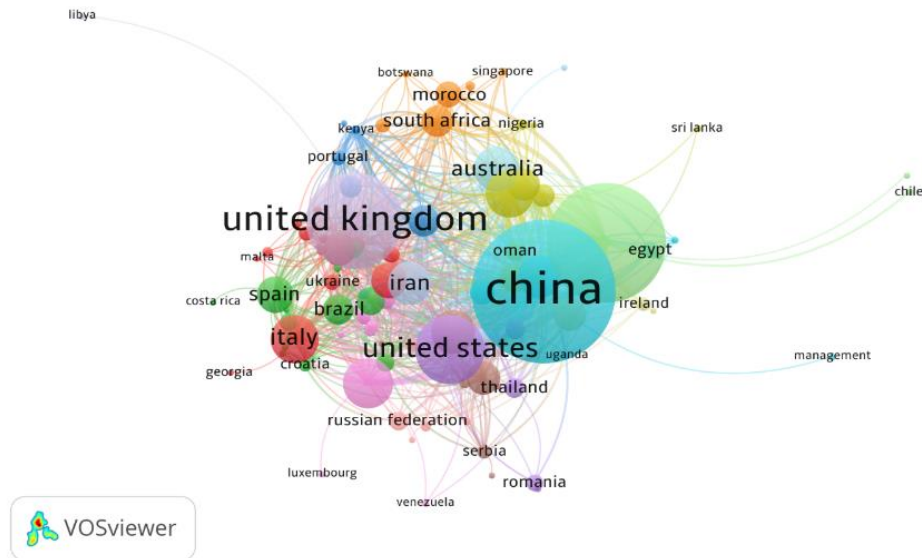 libya
botswana
singapore
morocco
kenya
south africa
nigeria
sri lanka
portugal
australia
chile
united kingdom
oman
egypt
malta
ukraine
iran
china
costa rica
spain
brazil
ireland
italy
united states
uganda
management
croatia
georgia
thailand
russian federation
serbia
luxembourg
romania
venezuela
VOSviewer